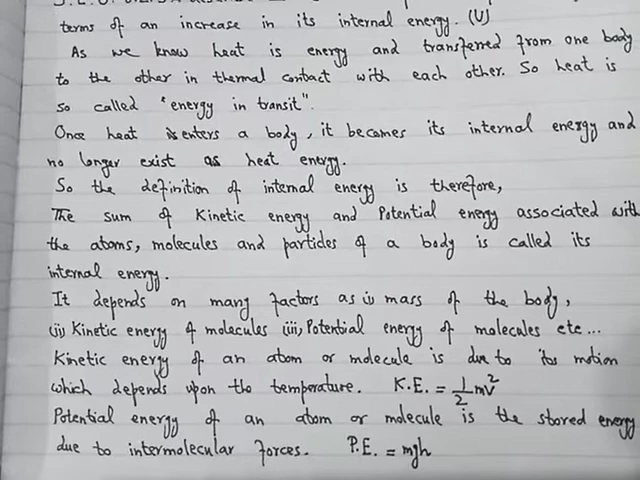 terms of an increase in its internal energy. (U)
As we know heat is energy and transfered from one body
to the other in thermal contact with each other. So heat is
so called "energy in transit".
Once heat enters a body, it becomes its internal energy and
no longer exist as heat energy.
So the definition of internal energy is therefore,
The sum of Kinetic energy and Potential energy associated with
the atoms, molecules and particles of a body is called its
internal energy.
It depends on many factors as (i) mass of the body,
(ii) Kinetic energy of molecules (iii) Potential energy of molecules etc...
Kinetic energy of an atom or molecule is due to its motion
which depends upon the temperature. K.E. = 1/2 mv²
Potential energy of an atom or molecule is the stored energy
due to intermolecular forces. P.E. = mgh